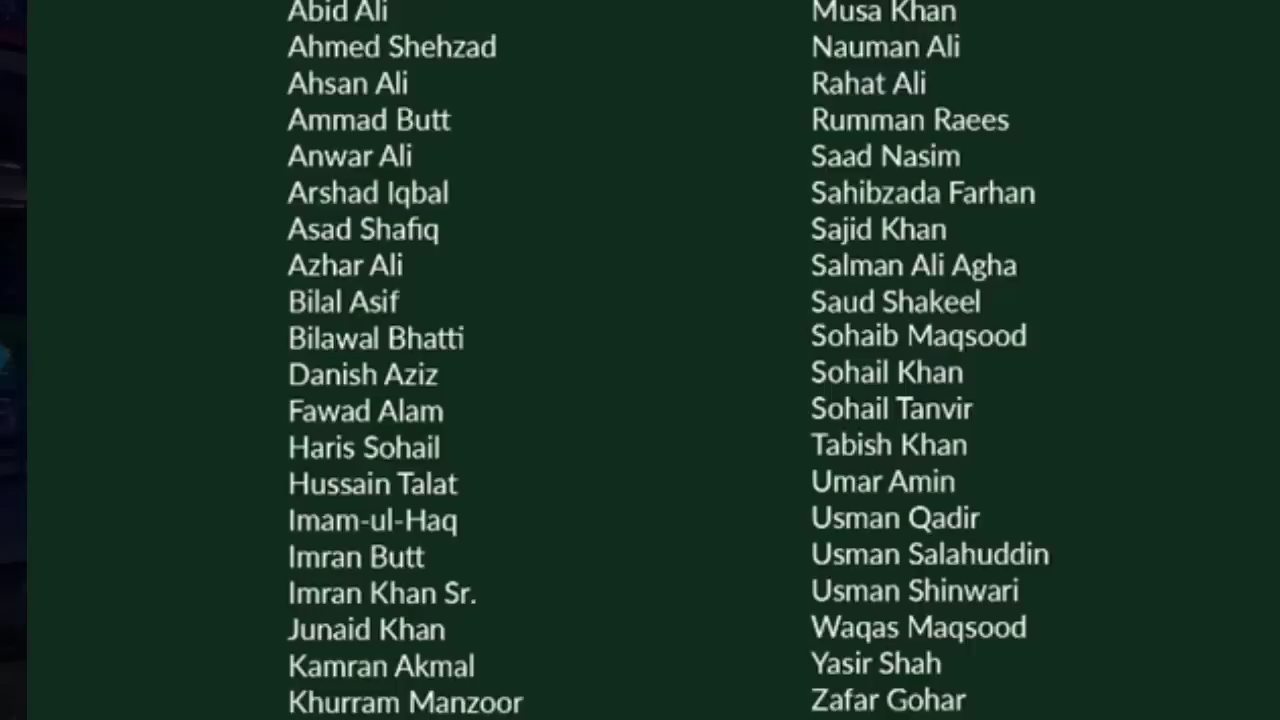 Abid Ali
Ahmed Shehzad
Ahsan Ali
Ammad Butt
Anwar Ali
Arshad Iqbal
Asad Shafiq
Azhar Ali
Bilal Asif
Bilawal Bhatti
Danish Aziz
Fawad Alam
Haris Sohail
Hussain Talat
Imam-ul-Haq
Imran Butt
Imran Khan Sr.
Junaid Khan
Kamran Akmal
Khurram Manzoor
Musa Khan
Nauman Ali
Rahat Ali
Rumman Raees
Saad Nasim
Sahibzada Farhan
Sajid Khan
Salman Ali Agha
Saud Shakeel
Sohaib Maqsood
Sohail Khan
Sohail Tanvir
Tabish Khan
Umar Amin
Usman Qadir
Usman Salahuddin
Usman Shinwari
Waqas Maqsood
Yasir Shah
Zafar Gohar